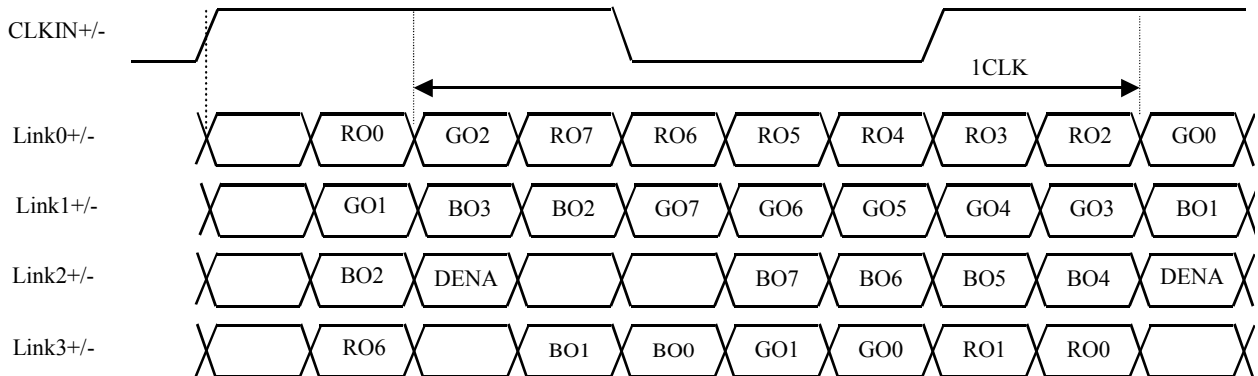 CLKIN+/-
1CLK
Link0+/- RO0 GO2 RO7 RO6 RO5 RO4 RO3 RO2 GO0
Link1+/- GO1 BO3 BO2 GO7 GO6 GO5 GO4 GO3 BO1
Link2+/- BO2 DENA BO7 BO6 BO5 BO4 DENA
Link3+/- RO6 BO1 BO0 GO1 GO0 RO1 RO0